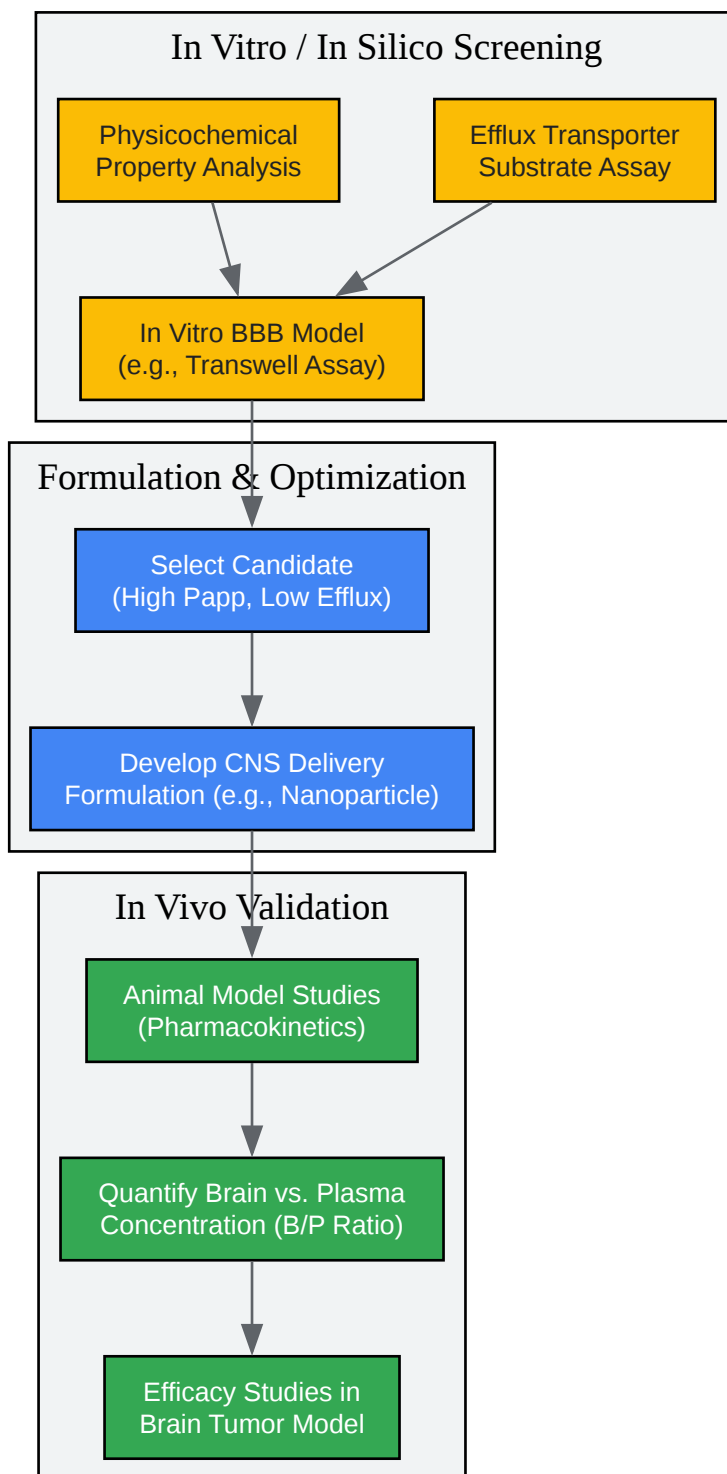 In Vitro / In Silico Screening
Physicochemical
Property Analysis
Efflux Transporter
Substrate Assay
In Vitro BBB Model
(e.g., Transwell Assay)
Formulation & Optimization
Select Candidate
(High Papp, Low Efflux)
Develop CNS Delivery
Formulation (e.g., Nanoparticle)
In Vivo Validation
Animal Model Studies
(Pharmacokinetics)
Quantify Brain vs. Plasma
Concentration (B/P Ratio)
Efficacy Studies in
Brain Tumor Model